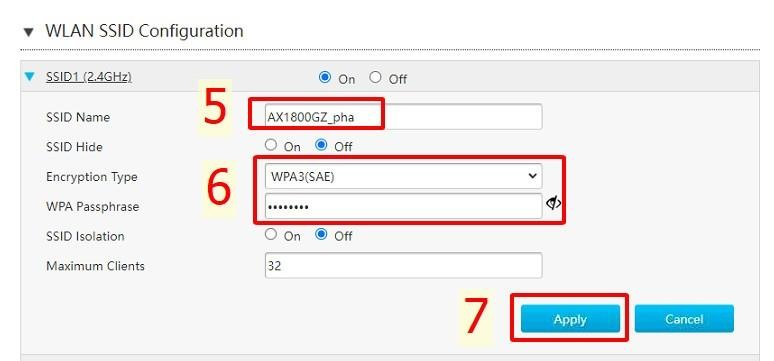 WLAN SSID Configuration
SSID1 (2.4GHz) On Off
5
SSID Name AX1800GZ_pha
SSID Hide On Off
6
Encryption Type WPA3(SAE)
WPA Passphrase ••••••••
SSID Isolation On Off
Maximum Clients 32
7 Apply Cancel